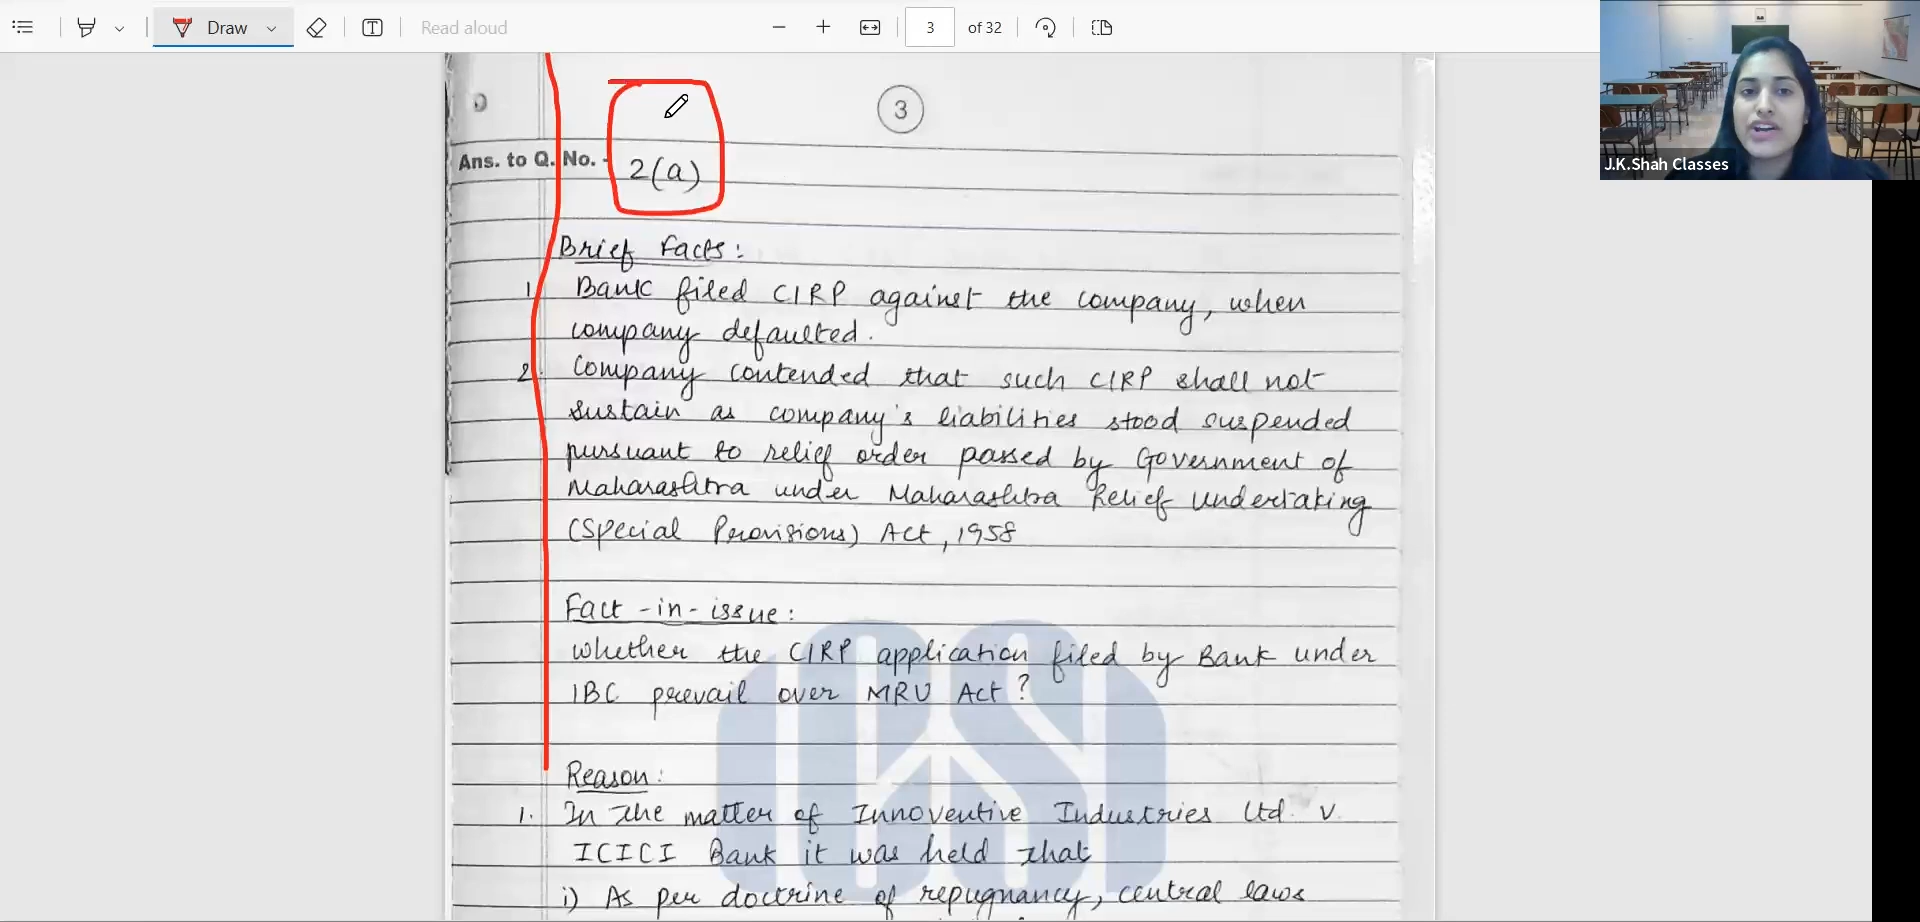 Draw
Read aloud
3
of 32
J.K.Shah Classes
3
Ans. to Q. No. -
2(a)
Brief Facts:
1. Bank filed CIRP against the company, when
company defaulted.
2. Company contended that such CIRP shall not
sustain as company's liabilities stood suspended
pursuant to relief order passed by Government of
Maharashtra under Maharashtra Relief Undertaking
(Special Provisions) Act, 1958
Fact-in-issue:
Whether the CIRP application filed by Bank under
IBC prevail over MRU Act?
Reason:
1. In the matter of Innoventive Industries Ltd. V.
ICICI Bank it was held that
i) As per doctrine of repugnancy, central laws
ICSI